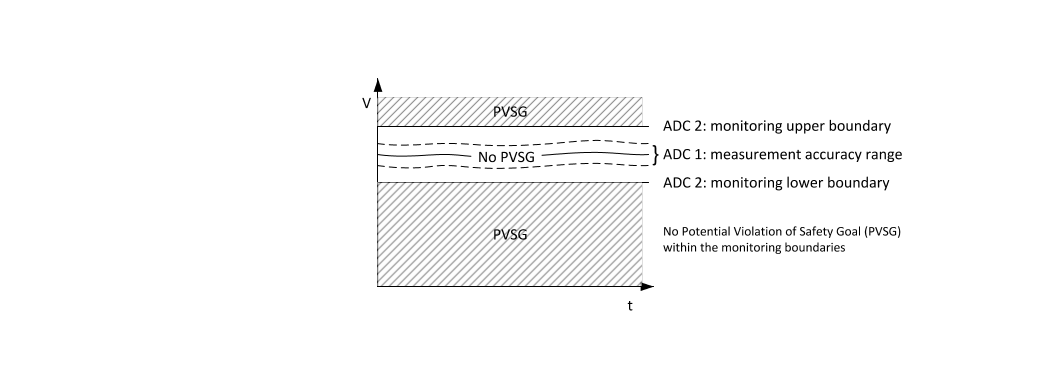 V
PVSG
ADC 2: monitoring upper boundary
No PVSG
ADC 1: measurement accuracy range
ADC 2: monitoring lower boundary
PVSG
No Potential Violation of Safety Goal (PVSG)
within the monitoring boundaries
t